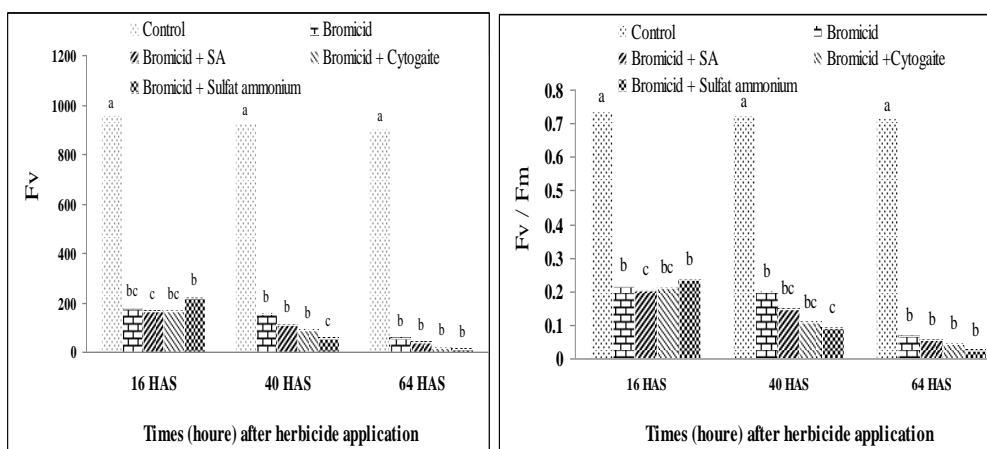 Control
Bromicid
Bromicid + SA
Bromicid + Cytogaite
Bromicid + Sulfat ammonium
1200
1000
800
600
400
200
0
Fv
a
bc
c
bc
b
a
b
b
b
c
a
b
b
b
b
16 HAS
40 HAS
64 HAS
Times (houre) after herbicide application
Control
Bromicid
Bromicid + SA
Bromicid +Cytogaite
Bromicid + Sulfat ammonium
0.8
0.7
0.6
0.5
0.4
0.3
0.2
0.1
0
Fv / Fm
a
b
c
bc
b
a
b
bc
bc
c
a
b
b
b
b
16 HAS
40 HAS
64 HAS
Times (houre) after herbicide application